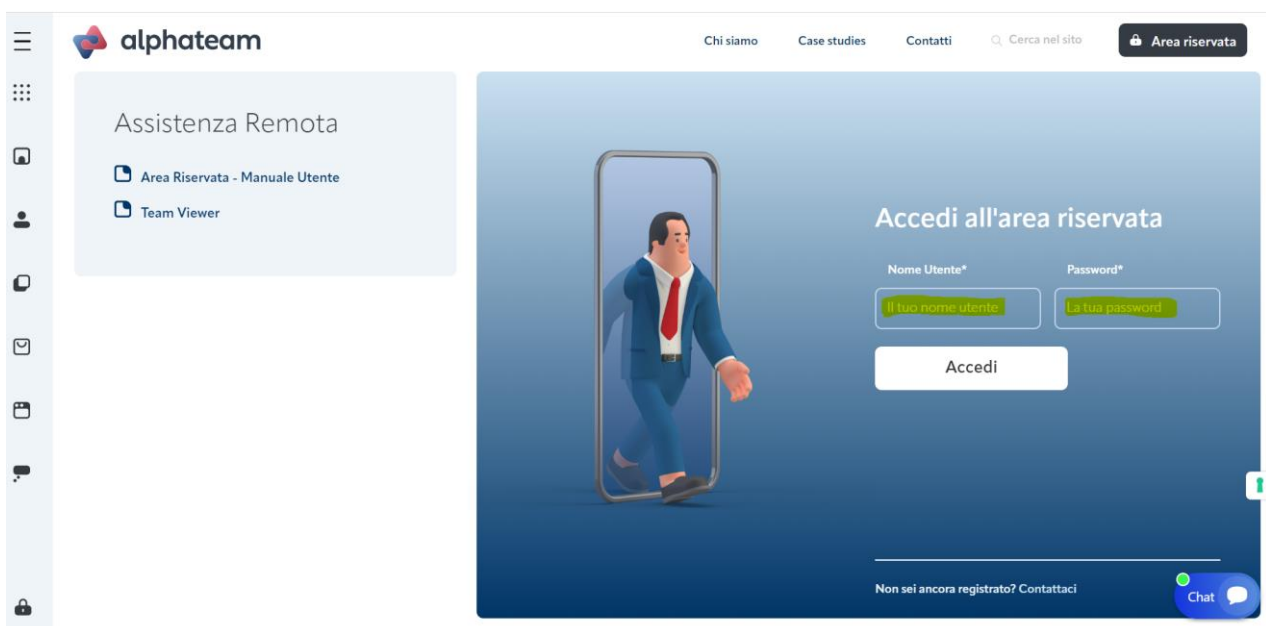 alphateam
Chi siamo
Case studies
Contatti
Cerca nel sito
Area riservata
Assistenza Remota
Area Riservata - Manuale Utente
Team Viewer
Accedi all'area riservata
Nome Utente*
Password*
Il tuo nome utente
La tua password
Accedi
Non sei ancora registrato? Contattaci
Chat